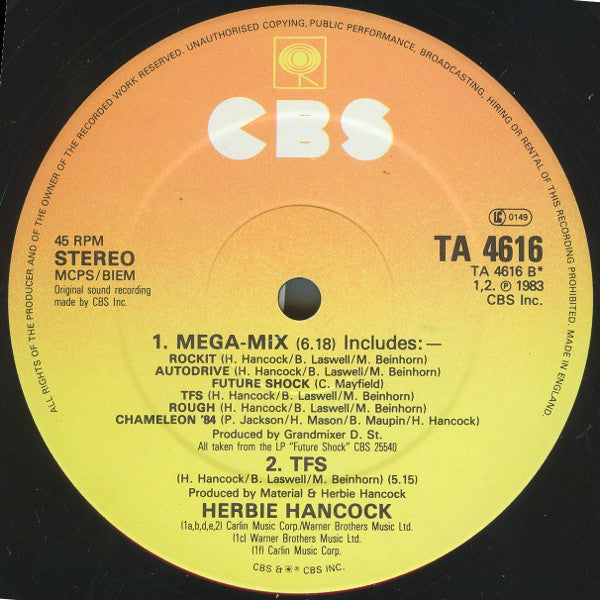 ALL RIGHTS OF THE PRODUCER AND OF THE OWNER OF THE RECORDED WORK RESERVED. UNAUTHORISED COPYING, PUBLIC PERFORMANCE, BROADCASTING, HIRING OR RENTAL OF THIS RECORDING PROHIBITED. MADE IN ENGLAND.
CBS
45 RPM
STEREO
MCPS/BIEM
Original sound recording
made by CBS Inc.
LC 0149
TA 4616
TA 4616 B*
1,2. ℗ 1983
CBS Inc.
1. MEGA-MIX (6.18) Includes:—
ROCKIT (H. Hancock/B. Laswell/M. Beinhorn)
AUTODRIVE (H. Hancock/B. Laswell/M. Beinhorn)
FUTURE SHOCK (C. Mayfield)
TFS (H. Hancock/B. Laswell/M. Beinhorn)
ROUGH (H. Hancock/B. Laswell/M. Beinhorn)
CHAMELEON '84 (P. Jackson/H. Mason/B. Maupin/H. Hancock)
Produced by Grandmixer D. St.
All taken from the LP "Future Shock" CBS 25540
2. TFS
(H. Hancock/B. Laswell/M. Beinhorn) (5.15)
Produced by Material & Herbie Hancock
HERBIE HANCOCK
(1a,b,d,e,2) Carlin Music Corp./Warner Brothers Music Ltd.
(1c) Warner Brothers Music Ltd.
(1f) Carlin Music Corp.
CBS & ® CBS INC.